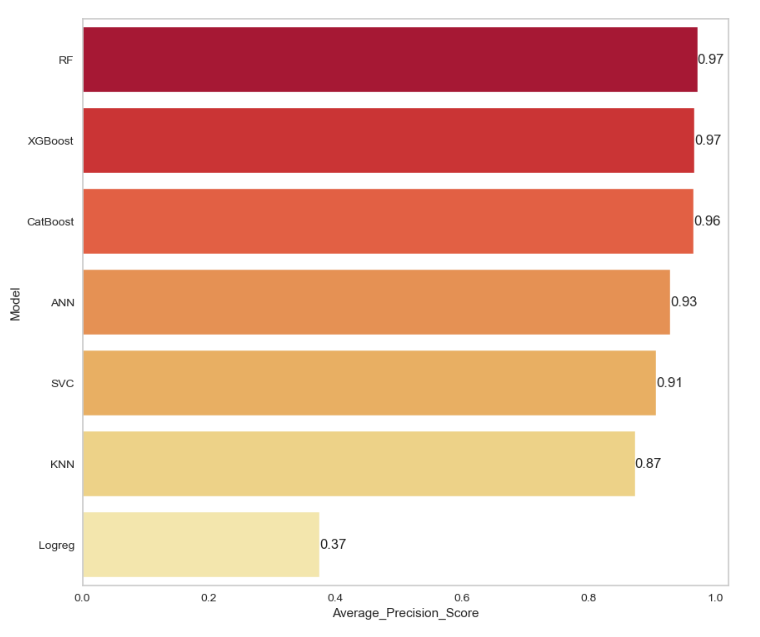 RF
0.97
XGBoost
0.97
CatBoost
0.96
ANN
0.93
SVC
0.91
KNN
0.87
Logreg
0.37
Model
0.0 0.2 0.4 0.6 0.8 1.0
Average_Precision_Score